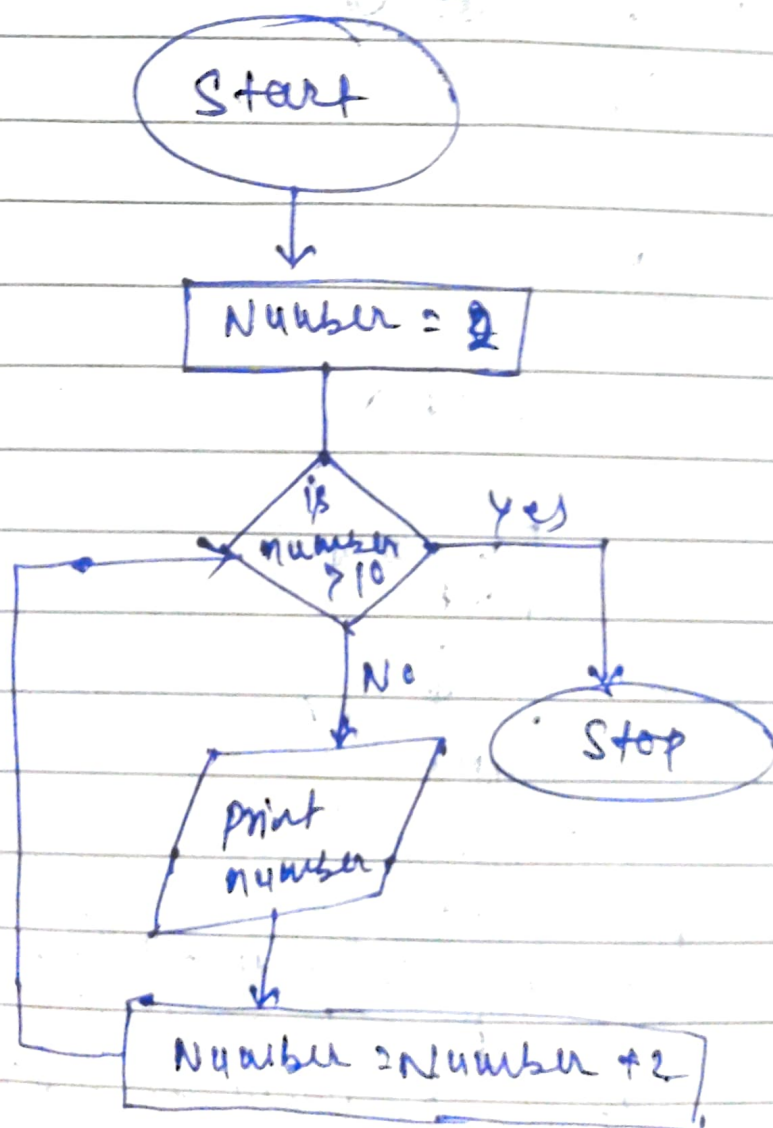 Start
Number = 2
is
number
>10
Yes
No
Stop
print
number
Number = Number +2